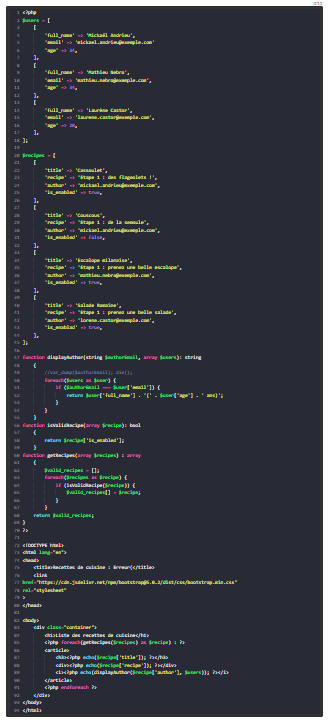 PHP
1 <?php
2 $users = [
3 [
4 'full_name' => 'Mickaël Andrieu',
5 'email' => 'mickael.andrieu@exemple.com',
6 'age' => 34,
7 ],
8 [
9 'full_name' => 'Mathieu Nebra',
10 'email' => 'mathieu.nebra@exemple.com',
11 'age' => 34,
12 ],
13 [
14 'full_name' => 'Laurène Castor',
15 'email' => 'laurene.castor@exemple.com',
16 'age' => 28,
17 ],
18 ];
19
20 $recipes = [
21 [
22 'title' => 'Cassoulet',
23 'recipe' => 'Etape 1 : des flageolets !',
24 'author' => 'mickael.andrieu@exemple.com',
25 'is_enabled' => true,
26 ],
27 [
28 'title' => 'Couscous',
29 'recipe' => 'Etape 1 : de la semoule',
30 'author' => 'mickael.andrieu@exemple.com',
31 'is_enabled' => false,
32 ],
33 [
34 'title' => 'Escalope milanaise',
35 'recipe' => 'Etape 1 : prenez une belle escalope',
36 'author' => 'mathieu.nebra@exemple.com',
37 'is_enabled' => true,
38 ],
39 [
40 'title' => 'Salade Romaine',
41 'recipe' => 'Etape 1 : prenez une belle salade',
42 'author' => 'laurene.castor@exemple.com',
43 'is_enabled' => true,
44 ],
45 ];
46
47 function displayAuthor(string $authorEmail, array $users): string
48 {
49 //var_dump($authorEmail); die();
50 foreach($users as $user) {
51 if ($authorEmail === $user['email']) {
52 return $user['full_name'] . '(' . $user['age'] . ' ans)';
53 }
54 }
55 }
56 function isValidRecipe(array $recipe): bool
57 {
58 return $recipe['is_enabled'];
59 }
60 function getRecipes(array $recipes) : array
61 {
62 $valid_recipes = [];
63 foreach($recipes as $recipe) {
64 if (isValidRecipe($recipe)) {
65 $valid_recipes[] = $recipe;
66 }
67 }
68 return $valid_recipes;
69 }
70 ?>
71
72 <!DOCTYPE html>
73 <html lang="en">
74 <head>
75 <title>Recettes de cuisine : Erreur(</title>
76 <link
77 href="https://cdn.jsdelivr.net/npm/bootstrap@5.0.2/dist/css/bootstrap.min.css"
78 rel="stylesheet"
79 >
80 </head>
81
82 <body>
83 <div class="container">
84 <h1>Liste des recettes de cuisine</h1>
85 <?php foreach(getRecipes($recipes) as $recipe) : ?>
86 <article>
87 <h3><?php echo($recipe['title']); ?></h3>
88 <div><?php echo($recipe['recipe']); ?></div>
89 <i><?php echo(displayAuthor($recipe['author'], $users)); ?></i>
90 </article>
91 <?php endforeach ?>
92 </div>
93 </body>
94 </html>